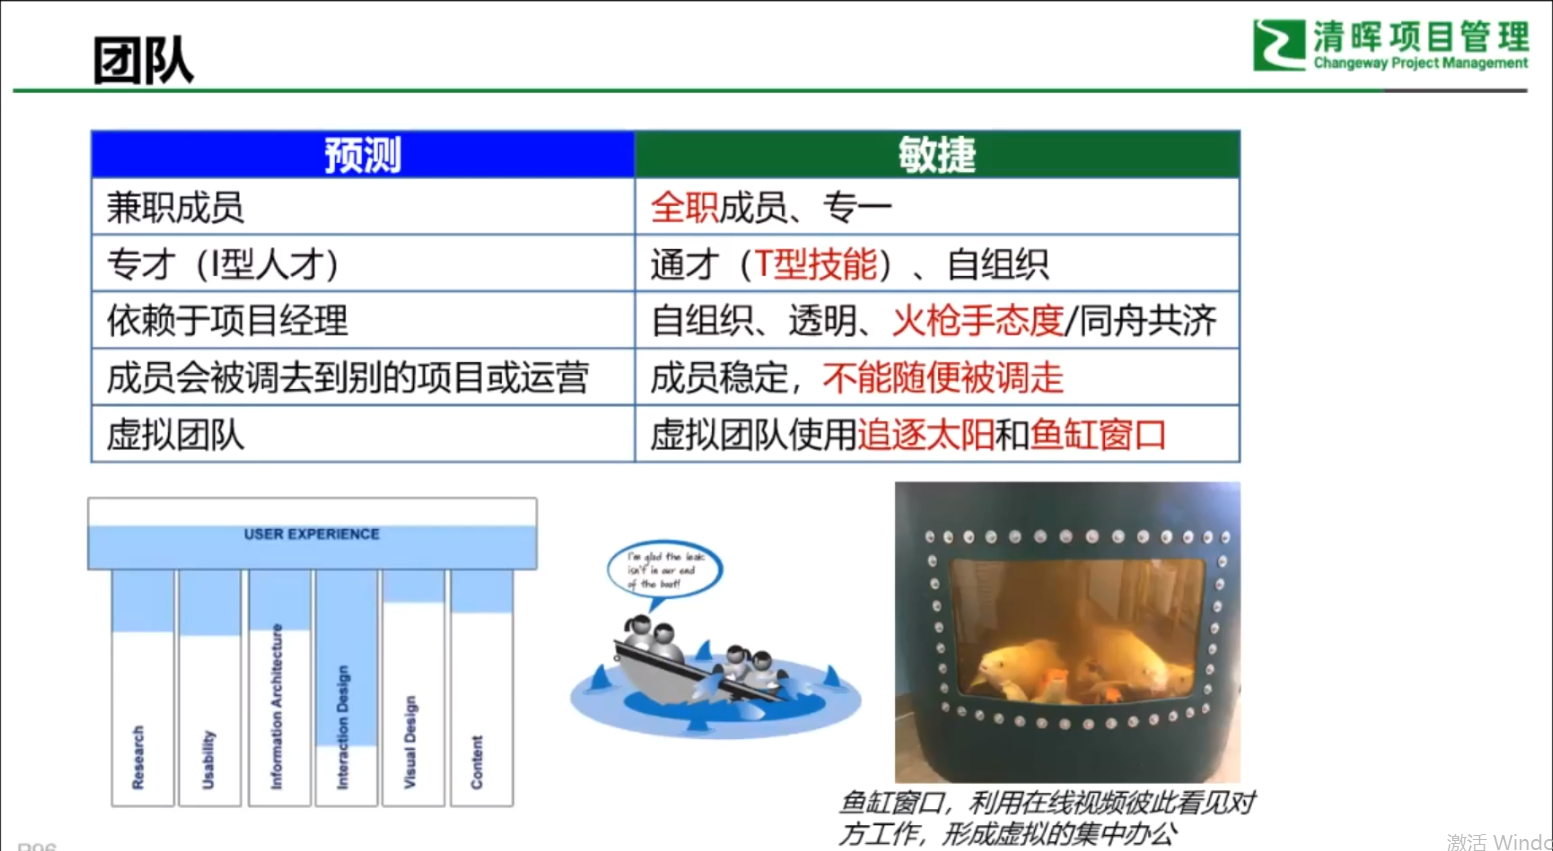 团队
清晖项目管理
Changeway Project Management
预测
敏捷
兼职成员
全职成员、专一
专才（I型人才）
通才（T型技能）、自组织
依赖于项目经理
自组织、透明、火枪手态度/同舟共济
成员会被调去到别的项目或运营
成员稳定，不能随便被调走
虚拟团队
虚拟团队使用追逐太阳和鱼缸窗口
USER EXPERIENCE
Research
Usability
Information Architecture
Interaction Design
Visual Design
Content
I'm glad the leak
isn't in our end
of the boat!
鱼缸窗口，利用在线视频彼此看见对
方工作，形成虚拟的集中办公
P96
激活 Windo